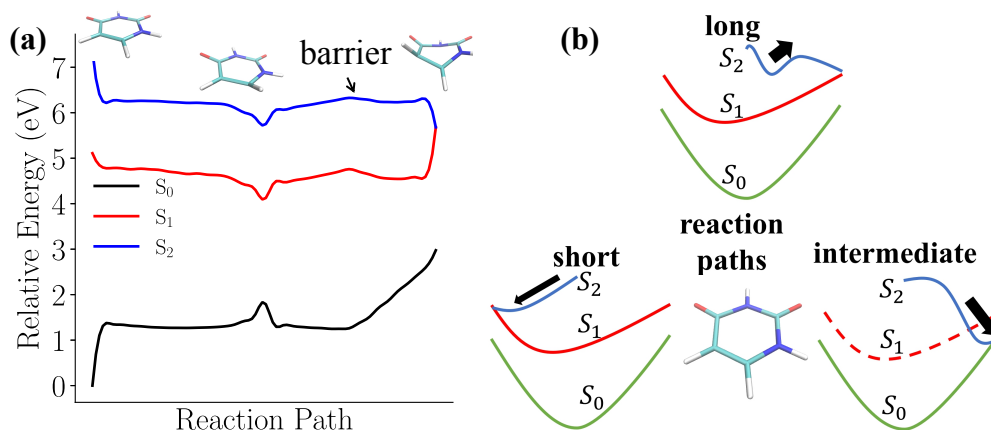 (a)
barrier
7
6
5
4
3
2
1
0
Relative Energy (eV)
S₀
S₁
S₂
Reaction Path
(b)
long
S₂
S₁
S₀
reaction
paths
short
S₂
S₁
S₀
intermediate
S₂
S₁
S₀